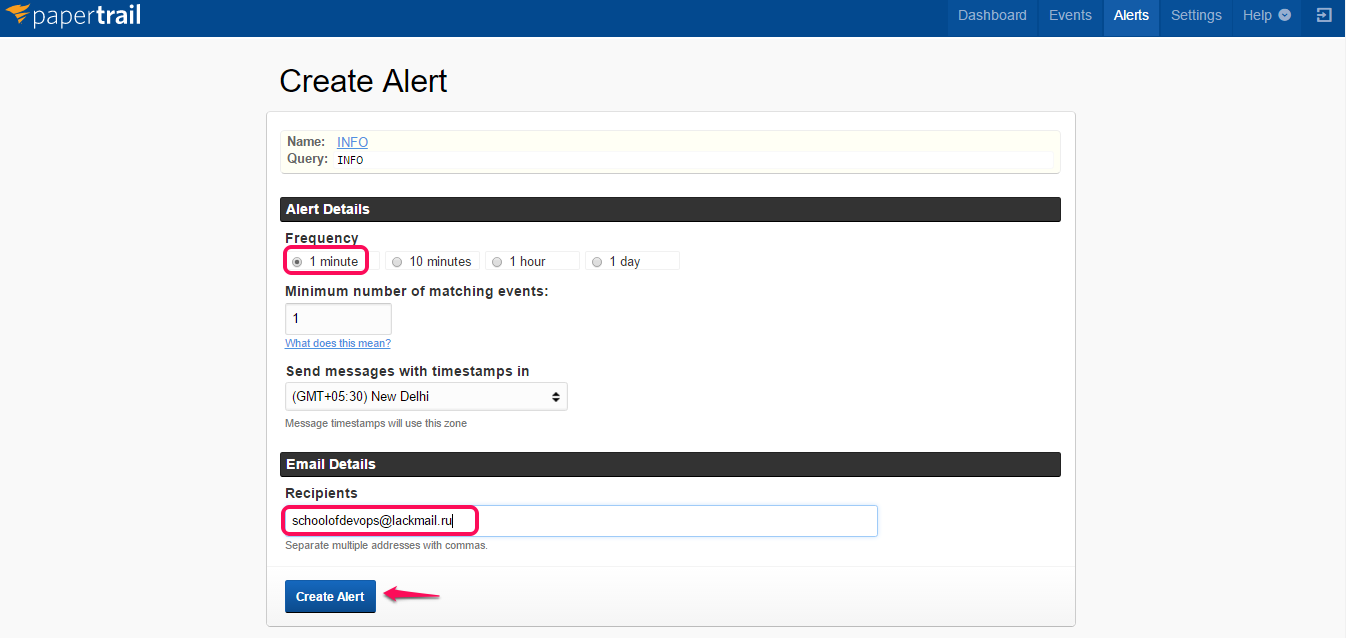 papertrail
Dashboard Events Alerts Settings Help
Create Alert
Name: INFO
Query: INFO
Alert Details
Frequency
1 minute 10 minutes 1 hour 1 day
Minimum number of matching events:
1
What does this mean?
Send messages with timestamps in
(GMT+05:30) New Delhi
Message timestamps will use this zone
Email Details
Recipients
schoolofdevops@lackmail.ru
Separate multiple addresses with commas.
Create Alert